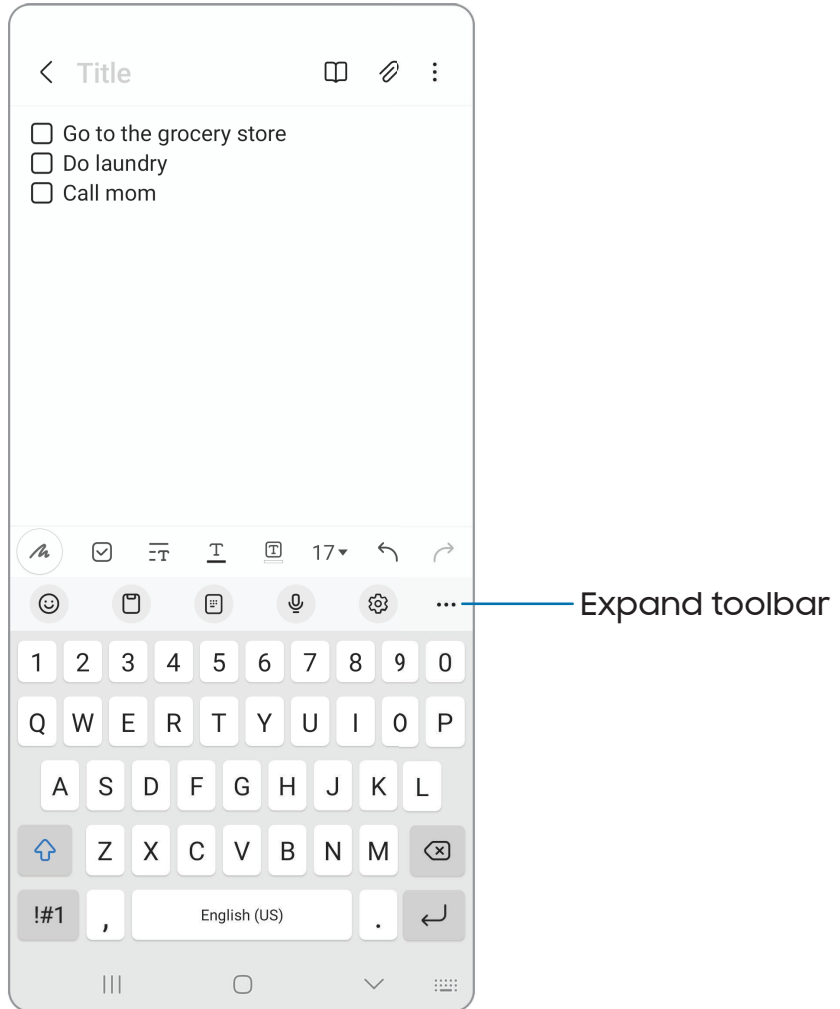 Title
Go to the grocery store
Do laundry
Call mom
T T T 17
Expand toolbar
1 2 3 4 5 6 7 8 9 0
Q W E R T Y U I O P
A S D F G H J K L
Z X C V B N M
!#1 , English (US) .